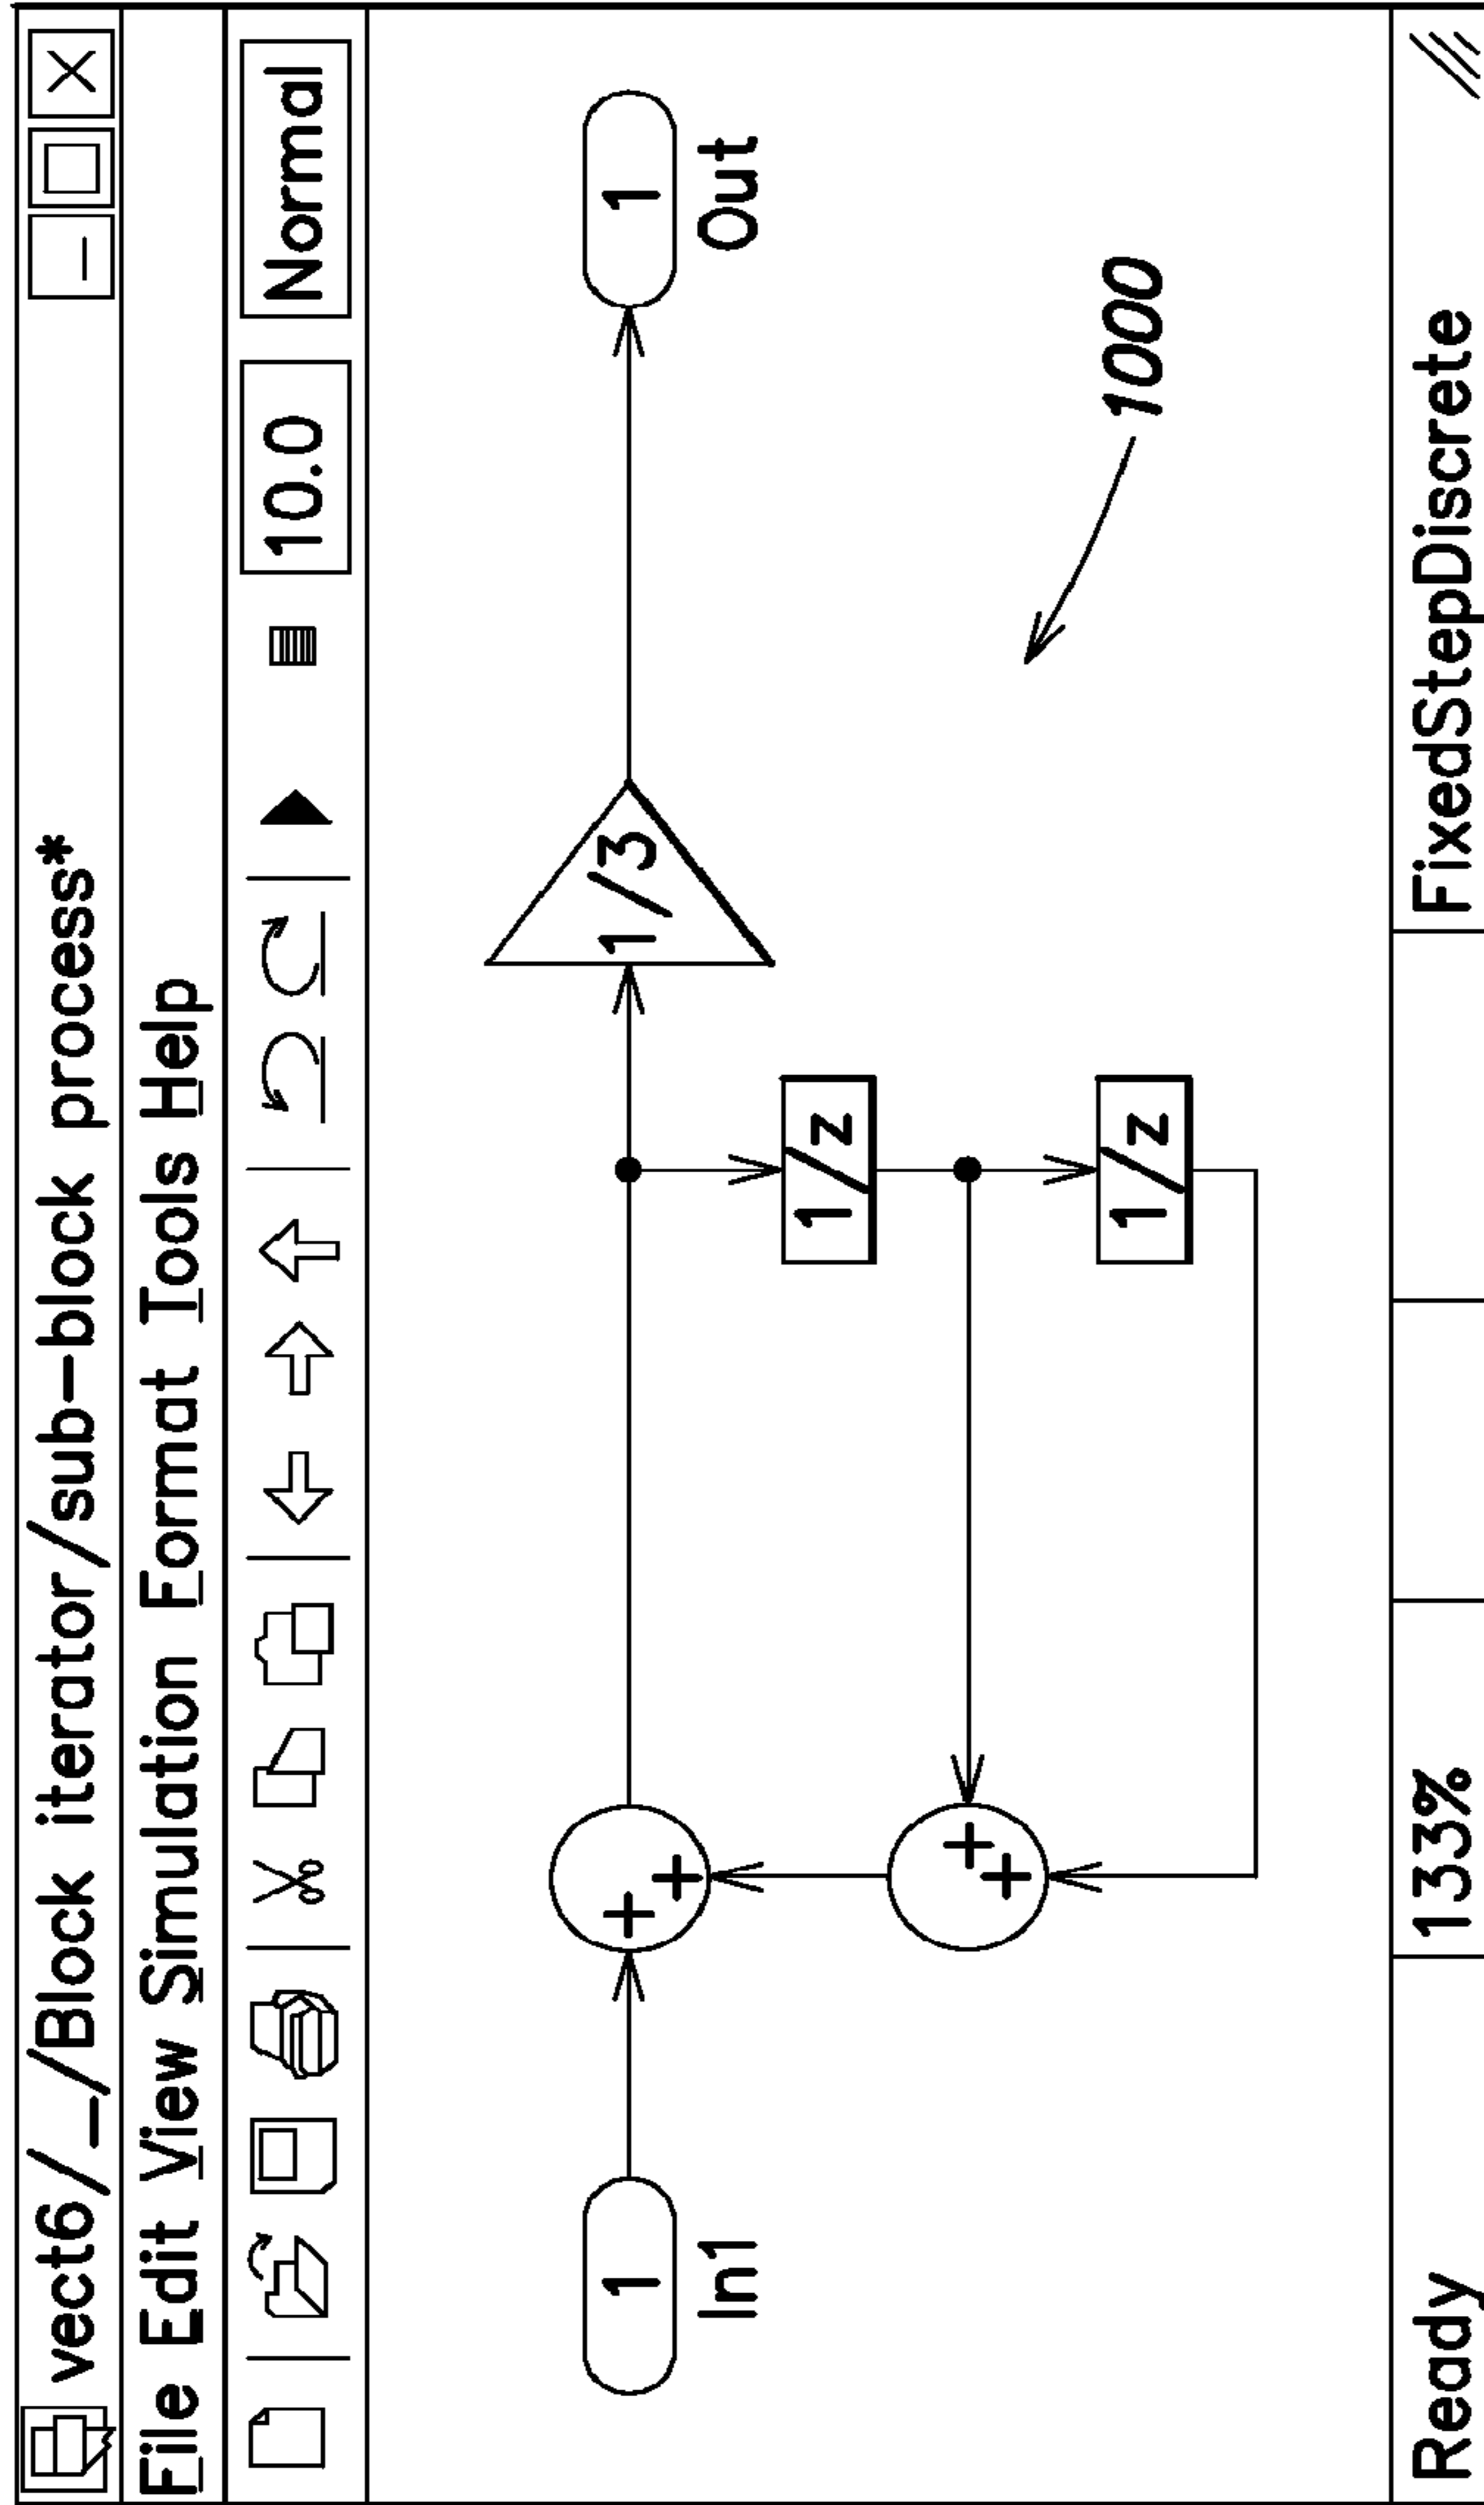 vect6/_/Block iterator/sub-block process*
File Edit View Simulation Format Tools Help
10.0 Normal
1 + + 1/3 1
In1 Out
1/z
+ +
1/z
1000
Ready 133% FixedStepDiscrete